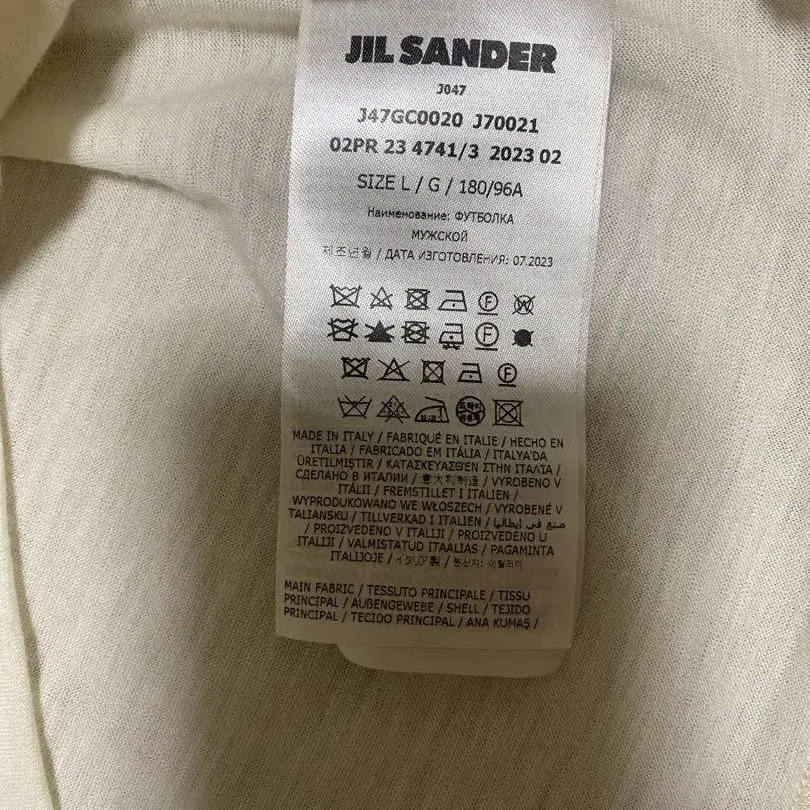 JIL SANDER
J047
J47GC0020 J70021
02PR 23 4741/3 2023 02
SIZE L / G / 180/96A
Наименование: ФУТБОЛКА
МУЖСКОЙ
제조년월 / ДАТА ИЗГОТОВЛЕНИЯ: 07.2023
F
W
F
F
MADE IN ITALY / FABRIQUÉ EN ITALIE / HECHO EN
ITALIA / FABRICADO EM ITÁLIA / ITALYA'DA
ÜRETILMIŞTIR / ΚΑΤΑΣΚΕΥΑΣΘΕΝ ΣΤΗΝ ΙΤΑΛΙΑ /
СДЕЛАНО В ИТАЛИИ / 意大利制造 / VYROBENO V
ITÁLII / FREMSTILLET I ITALIEN /
WYPRODUKOWANO WE WŁOSZECH / VYROBENÉ V
TALIANSKU / TILLVERKAD I ITALIEN / صنع في إيطاليا
/ PROIZVEDENO V ITALIJI / PROIZVEDENO U
ITALIJI / VALMISTATUD ITAALIAS / PAGAMINTA
ITALIJOJE / イタリア製 / 원산지: 이탈리아
MAIN FABRIC / TESSUTO PRINCIPALE / TISSU
PRINCIPAL / AUßENGEWEBE / SHELL / TEJIDO
PRINCIPAL / TECIDO PRINCIPAL / ANA KUMAŞ /